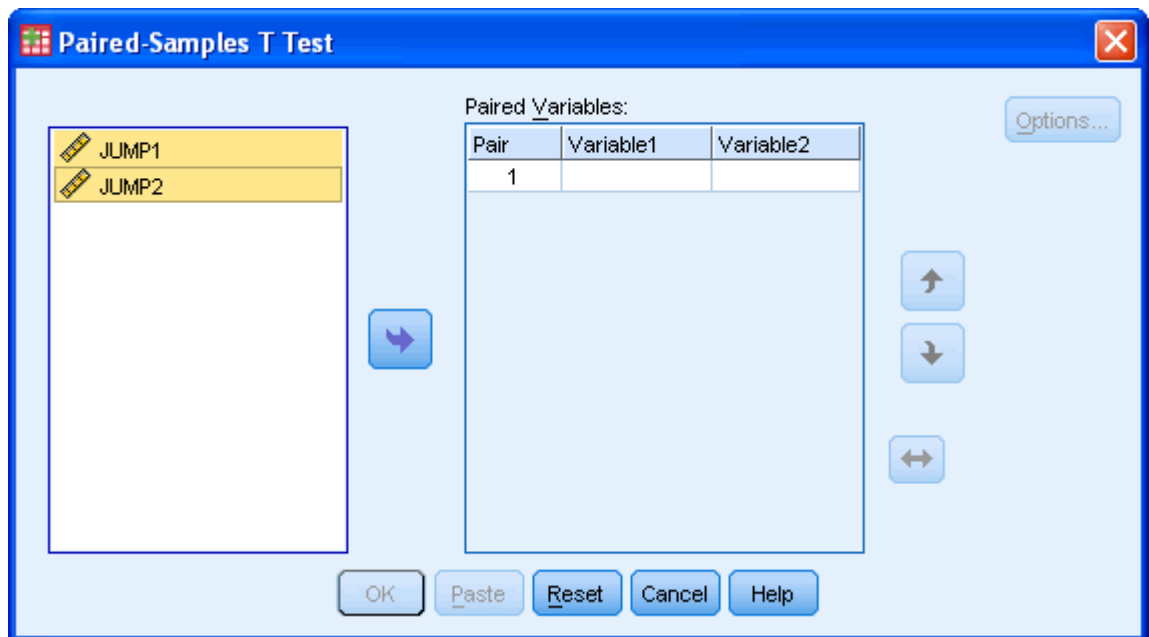 Paired-Samples T Test
Paired Variables:
Options...
JUMP1
JUMP2
Pair Variable1 Variable2
1
OK Paste Reset Cancel Help